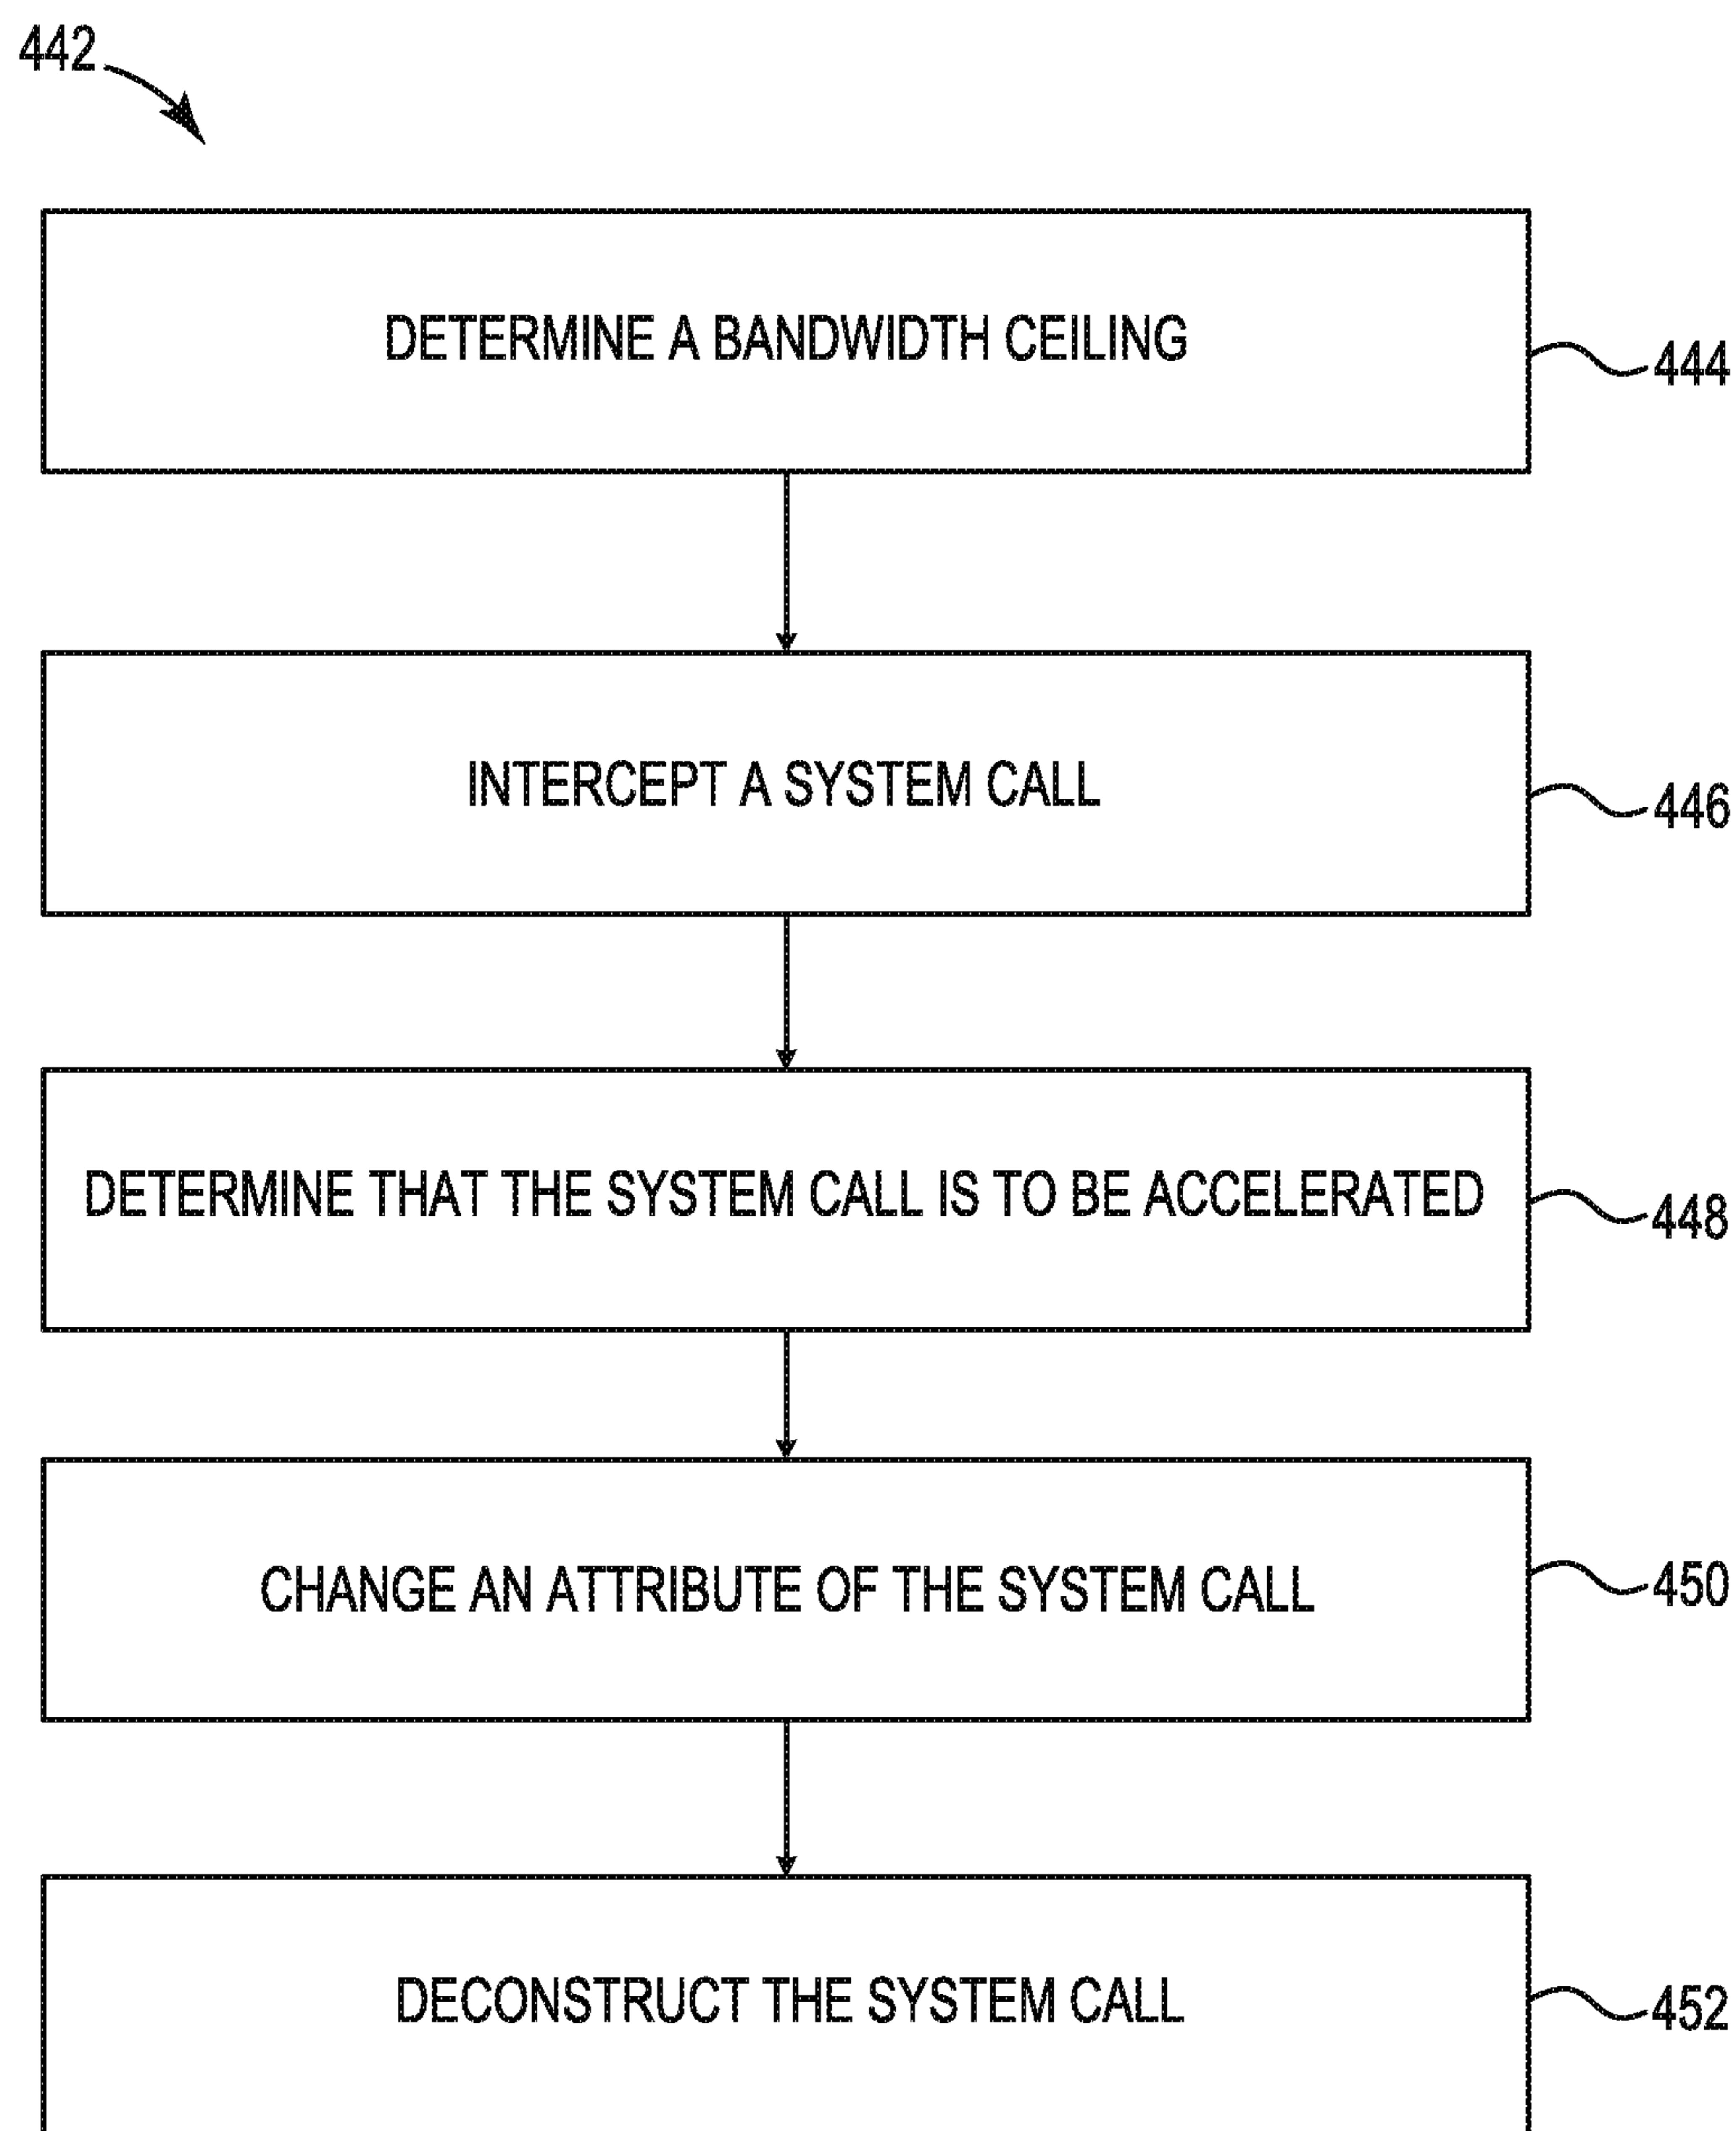 442
DETERMINE A BANDWIDTH CEILING
444
INTERCEPT A SYSTEM CALL
446
DETERMINE THAT THE SYSTEM CALL IS TO BE ACCELERATED
448
CHANGE AN ATTRIBUTE OF THE SYSTEM CALL
450
DECONSTRUCT THE SYSTEM CALL
452